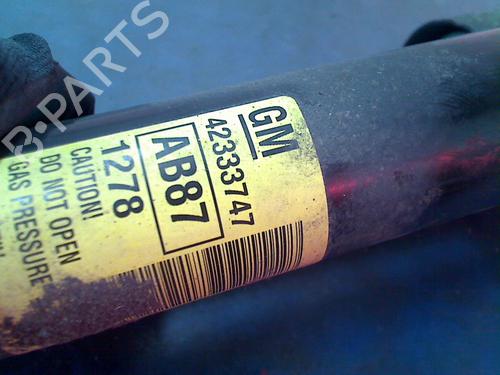 GM
42333747
AB87
1278
CAUTION!
DO NOT OPEN
GAS PRESSURE
B-PARTS